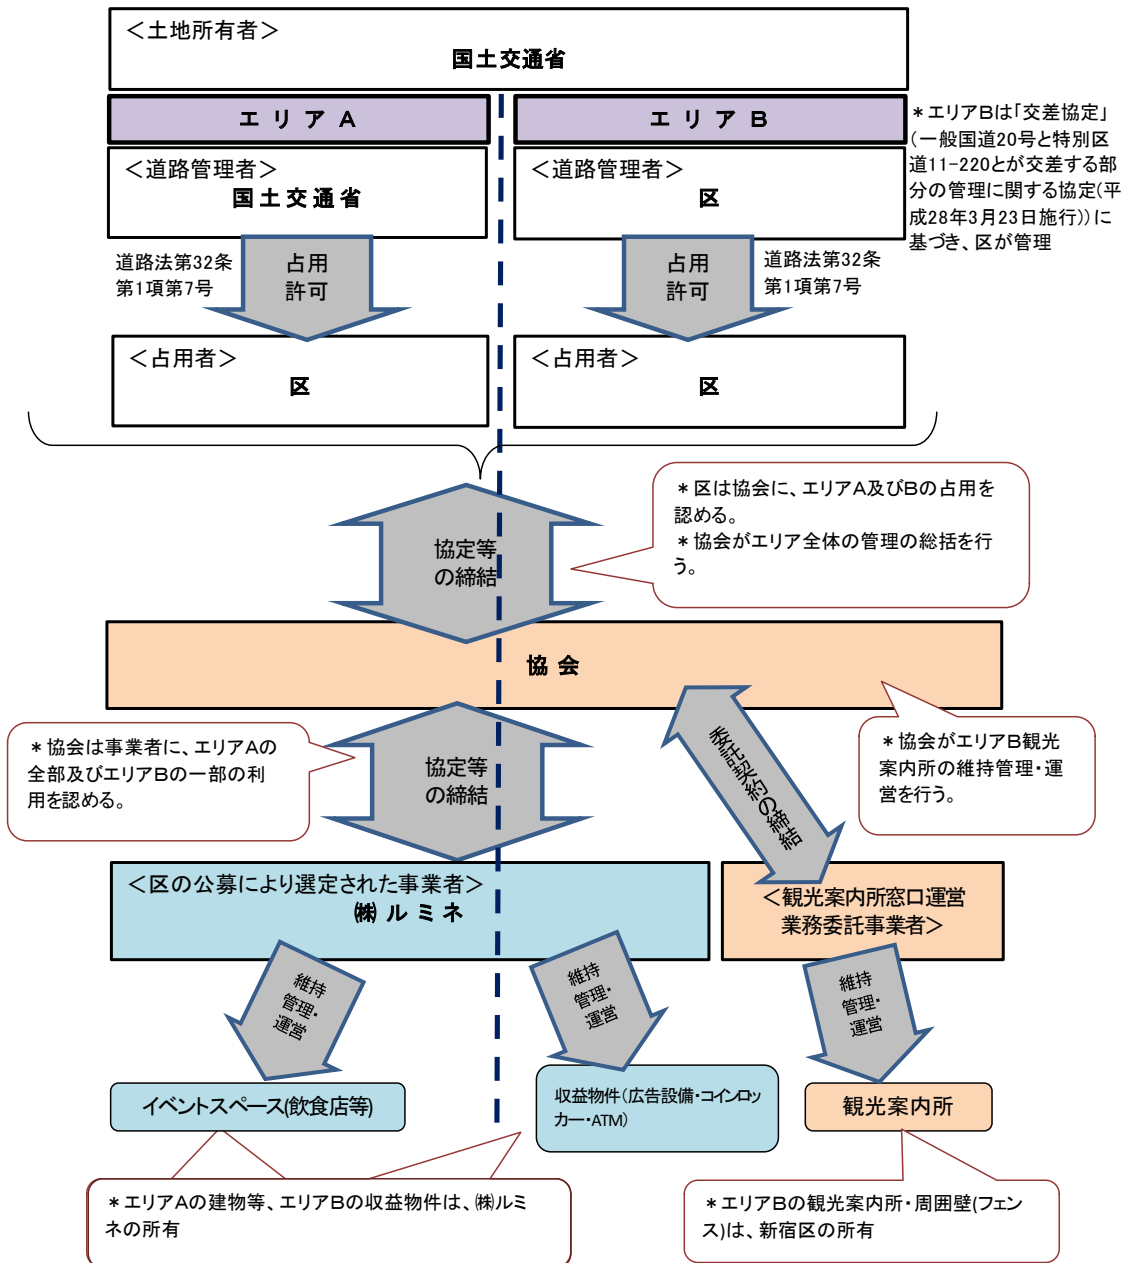 ＜土地所有者＞
国土交通省
エ リ ア A
エ リ ア B
＊エリアBは「交差協定」
（一般国道20号と特別区
道11-220とが交差する部
分の管理に関する協定(平
成28年3月23日施行))に
基づき、区が管理
＜道路管理者＞
国土交通省
＜道路管理者＞
区
道路法第32条
第1項第7号
占用
許可
占用
許可
道路法第32条
第1項第7号
＜占用者＞
区
＜占用者＞
区
協定等
の締結
＊区は協会に、エリアA及びBの占用を
認める。
＊協会がエリア全体の管理の総括を行
う。
協 会
＊協会は事業者に、エリアAの
全部及びエリアBの一部の利
用を認める。
協定等
の締結
委託契約の締結
＊協会がエリアB観光
案内所の維持管理・運
営を行う。
＜区の公募により選定された事業者＞
㈱ ル ミ ネ
＜観光案内所窓口運営
業務委託事業者＞
維持
管理・
運営
維持
管理・
運営
維持
管理・
運営
イベントスペース(飲食店等)
収益物件(広告設備・コインロッ
カー・ATM)
観光案内所
＊エリアAの建物等、エリアBの収益物件は、㈱ルミ
ネの所有
＊エリアBの観光案内所・周囲壁(フェン
ス)は、新宿区の所有